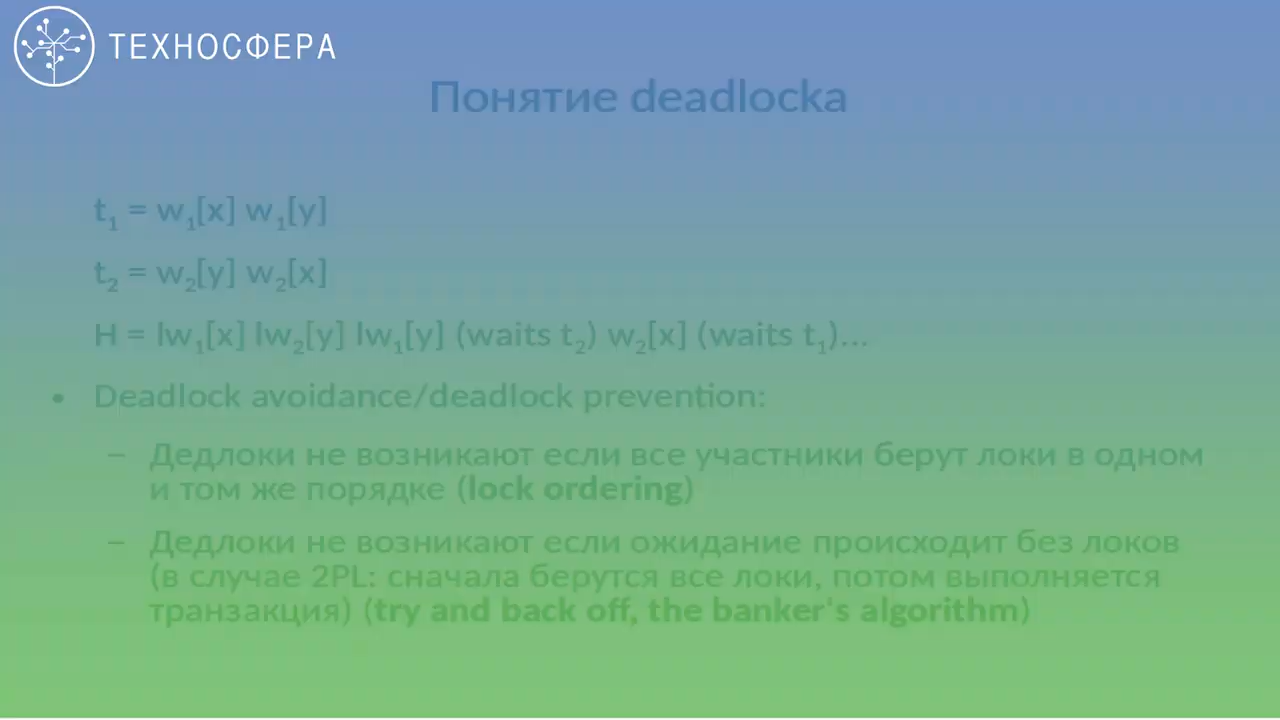 ТЕХНОСФЕРА
Понятие deadlocka
t₁ = w₁[x] w₁[y]
t₂ = w₂[y] w₂[x]
H = lw₁[x] lw₂[y] lw₁[y] (waits t₂) w₂[x] (waits t₁)...
• Deadlock avoidance/deadlock prevention:
– Дедлоки не возникают если все участники берут локи в одном
и том же порядке (lock ordering)
– Дедлоки не возникают если ожидание происходит без локов
(в случае 2PL: сначала берутся все локи, потом выполняется
транзакция) (try and back off, the banker's algorithm)